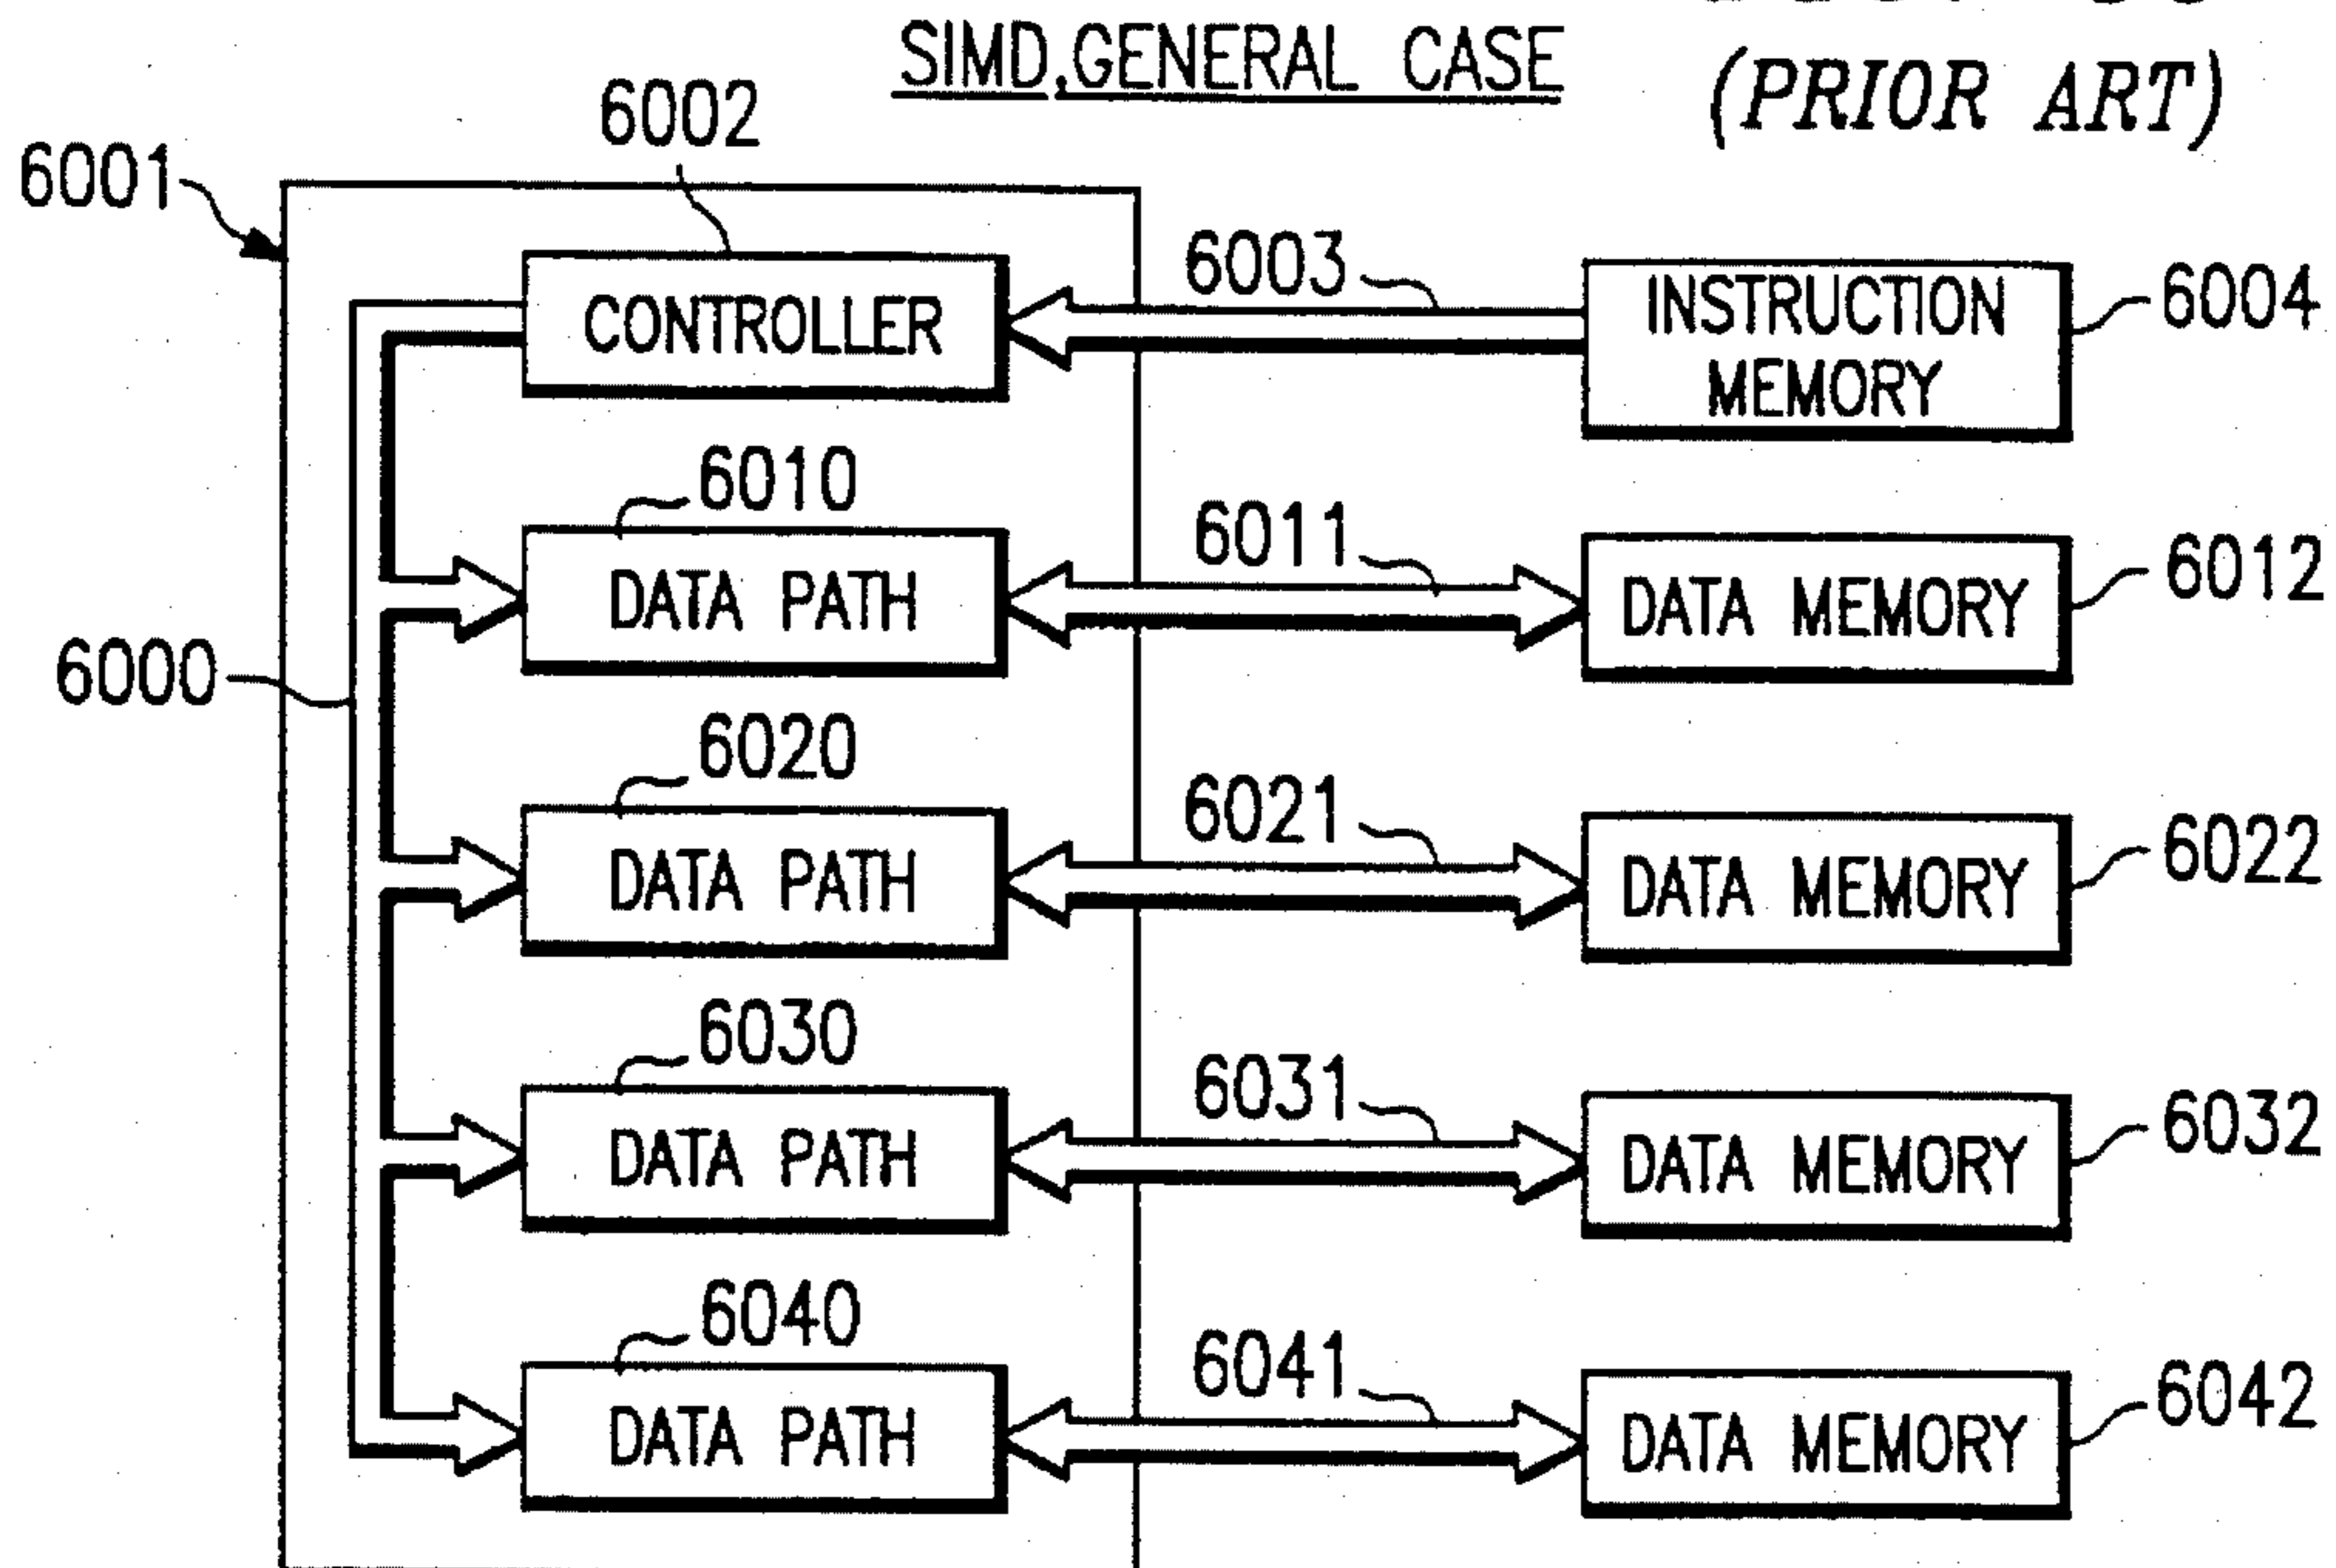 SIMD,GENERAL CASE
(PRIOR ART)
6002
6001
CONTROLLER
6003
INSTRUCTION
MEMORY
6004
6010
DATA PATH
6011
DATA MEMORY
6012
6000
6020
DATA PATH
6021
DATA MEMORY
6022
6030
DATA PATH
6031
DATA MEMORY
6032
6040
DATA PATH
6041
DATA MEMORY
6042